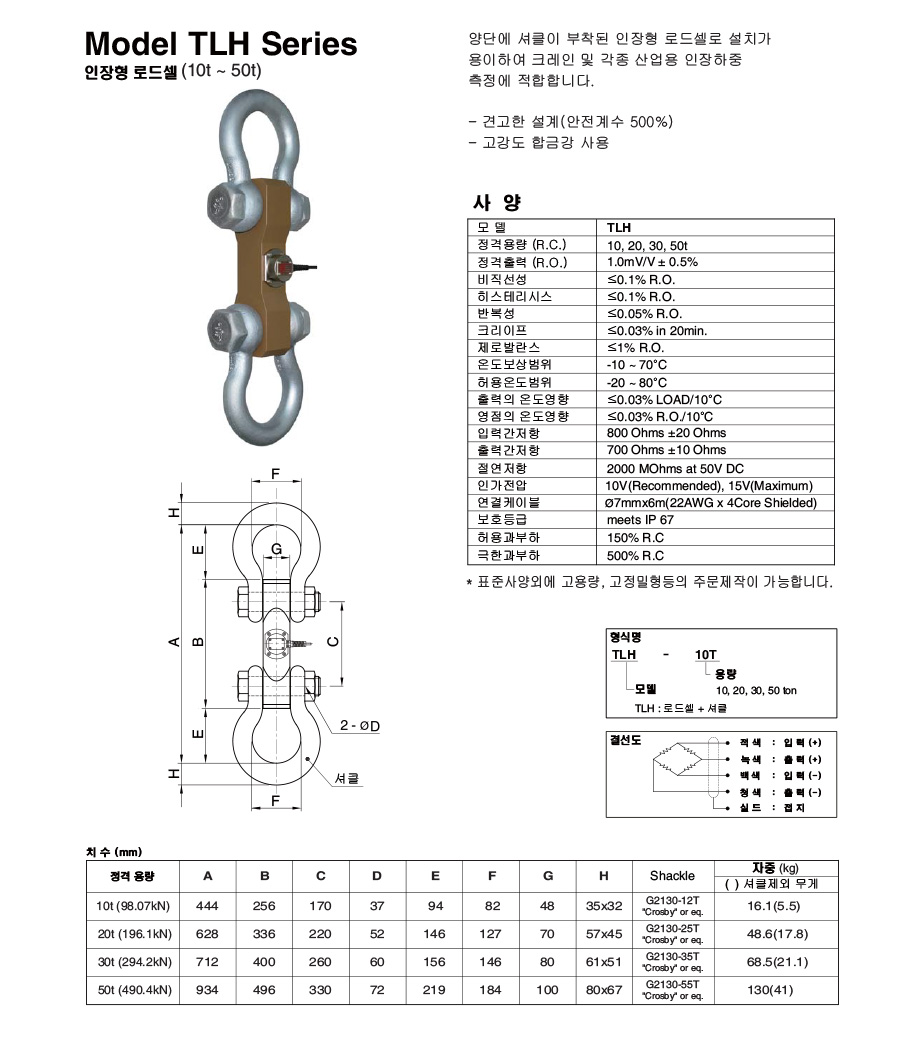 Model TLH Series
인장형 로드셀 (10t ~ 50t)
양단에 셔클이 부착된 인장형 로드셀로 설치가
용이하여 크레인 및 각종 산업용 인장하중
측정에 적합합니다.
- 견고한 설계(안전계수 500%)
- 고강도 합금강 사용
사 양
모 델 TLH
정격용량 (R.C.) 10, 20, 30, 50t
정격출력 (R.O.) 1.0mV/V ± 0.5%
비직선성 ≤0.1% R.O.
히스테리시스 ≤0.1% R.O.
반복성 ≤0.05% R.O.
크리이프 ≤0.03% in 20min.
제로발란스 ≤1% R.O.
온도보상범위 -10 ~ 70°C
허용온도범위 -20 ~ 80°C
출력의 온도영향 ≤0.03% LOAD/10°C
영점의 온도영향 ≤0.03% R.O./10°C
입력간저항 800 Ohms ±20 Ohms
출력간저항 700 Ohms ±10 Ohms
절연저항 2000 MOhms at 50V DC
인가전압 10V(Recommended), 15V(Maximum)
연결케이블 Ø7mmx6m(22AWG x 4Core Shielded)
보호등급 meets IP 67
허용과부하 150% R.C
극한과부하 500% R.C
* 표준사양외에 고용량, 고정밀형등의 주문제작이 가능합니다.
F
H
E
G
A
B
C
E
2 - ØD
H
셔클
F
형식명
TLH - 10T
용량
모델 10, 20, 30, 50 ton
TLH : 로드셀 + 셔클
결선도
적색 : 입력(+)
녹색 : 출력(+)
백색 : 입력(-)
청색 : 출력(-)
실드 : 접지
치 수 (mm)
정격 용량 A B C D E F G H Shackle 자중 (kg)
( ) 셔클제외 무게
10t (98.07kN) 444 256 170 37 94 82 48 35x32 G2130-12T "Crosby" or eq. 16.1(5.5)
20t (196.1kN) 628 336 220 52 146 127 70 57x45 G2130-25T "Crosby" or eq. 48.6(17.8)
30t (294.2kN) 712 400 260 60 156 146 80 61x51 G2130-35T "Crosby" or eq. 68.5(21.1)
50t (490.4kN) 934 496 330 72 219 184 100 80x67 G2130-55T "Crosby" or eq. 130(41)